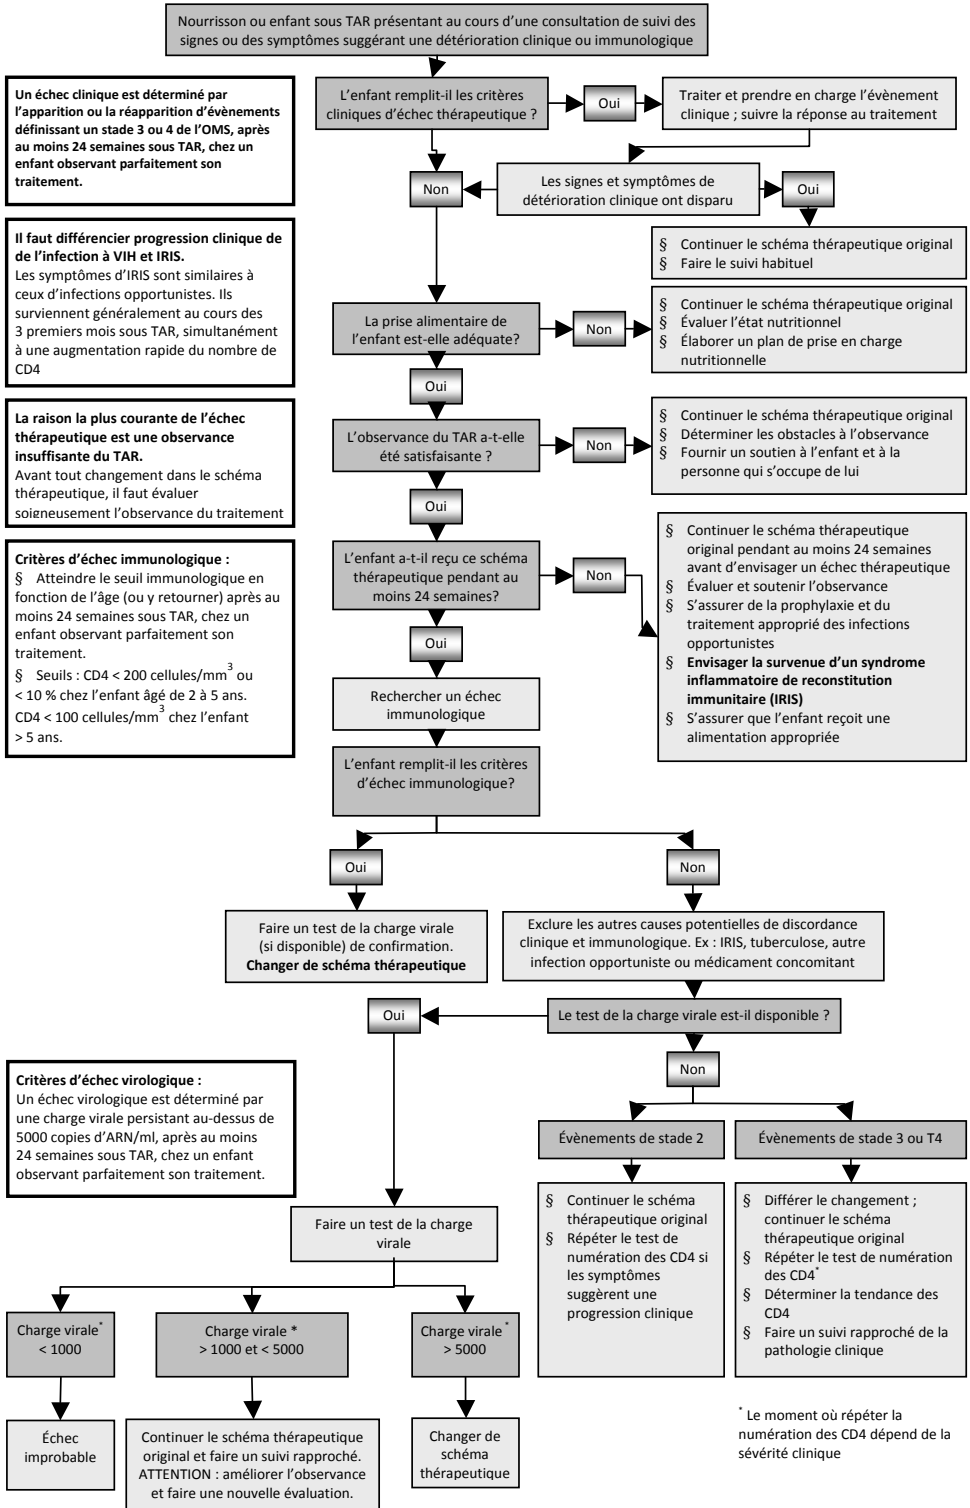 Nourrisson ou enfant sous TAR présentant au cours d'une consultation de suivi des
signes ou des symptômes suggérant une détérioration clinique ou immunologique
Un échec clinique est déterminé par
l'apparition ou la réapparition d'évènements
définissant un stade 3 ou 4 de l'OMS, après
au moins 24 semaines sous TAR, chez un
enfant observant parfaitement son
traitement.
L'enfant remplit-il les critères
cliniques d'échec thérapeutique ?
Oui
Traiter et prendre en charge l'évènement
clinique ; suivre la réponse au traitement
Non
Les signes et symptômes de
détérioration clinique ont disparu
Oui
§ Continuer le schéma thérapeutique original
§ Faire le suivi habituel
Il faut différencier progression clinique de
de l'infection à VIH et IRIS.
Les symptômes d'IRIS sont similaires à
ceux d'infections opportunistes. Ils
surviennent généralement au cours des
3 premiers mois sous TAR, simultanément
à une augmentation rapide du nombre de
CD4
La prise alimentaire de
l'enfant est-elle adéquate?
Non
§ Continuer le schéma thérapeutique original
§ Évaluer l'état nutritionnel
§ Élaborer un plan de prise en charge
nutritionnelle
Oui
La raison la plus courante de l'échec
thérapeutique est une observance
insuffisante du TAR.
Avant tout changement dans le schéma
thérapeutique, il faut évaluer
soigneusement l'observance du traitement
L'observance du TAR a-t-elle
été satisfaisante ?
Non
§ Continuer le schéma thérapeutique original
§ Déterminer les obstacles à l'observance
§ Fournir un soutien à l'enfant et à la
personne qui s'occupe de lui
Oui
Critères d'échec immunologique :
§ Atteindre le seuil immunologique en
fonction de l'âge (ou y retourner) après au
moins 24 semaines sous TAR, chez un
enfant observant parfaitement son
traitement.
§ Seuils : CD4 < 200 cellules/mm³ ou
< 10 % chez l'enfant âgé de 2 à 5 ans.
CD4 < 100 cellules/mm³ chez l'enfant
> 5 ans.
L'enfant a-t-il reçu ce schéma
thérapeutique pendant au
moins 24 semaines?
Non
§ Continuer le schéma thérapeutique
original pendant au moins 24 semaines
avant d'envisager un échec thérapeutique
§ Évaluer et soutenir l'observance
§ S'assurer de la prophylaxie et du
traitement approprié des infections
opportunistes
§ Envisager la survenue d'un syndrome
inflammatoire de reconstitution
immunitaire (IRIS)
§ S'assurer que l'enfant reçoit une
alimentation appropriée
Oui
Rechercher un échec
immunologique
L'enfant remplit-il les critères
d'échec immunologique?
Oui
Non
Faire un test de la charge virale
(si disponible) de confirmation.
Changer de schéma thérapeutique
Exclure les autres causes potentielles de discordance
clinique et immunologique. Ex : IRIS, tuberculose, autre
infection opportuniste ou médicament concomitant
Oui
Le test de la charge virale est-il disponible ?
Non
Critères d'échec virologique :
Un échec virologique est déterminé par
une charge virale persistant au-dessus de
5000 copies d'ARN/ml, après au moins
24 semaines sous TAR, chez un enfant
observant parfaitement son traitement.
Évènements de stade 2
Évènements de stade 3 ou T4
§ Continuer le schéma
thérapeutique original
§ Répéter le test de
numération des CD4 si
les symptômes
suggèrent une
progression clinique
§ Différer le changement ;
continuer le schéma
thérapeutique original
§ Répéter le test de numération
des CD4*
§ Déterminer la tendance des
CD4
§ Faire un suivi rapproché de la
pathologie clinique
Faire un test de la charge
virale
Charge virale*
< 1000
Charge virale *
> 1000 et < 5000
Charge virale*
> 5000
Échec
improbable
Continuer le schéma thérapeutique
original et faire un suivi rapproché.
ATTENTION : améliorer l'observance
et faire une nouvelle évaluation.
Changer de
schéma
thérapeutique
* Le moment où répéter la
numération des CD4 dépend de la
sévérité clinique